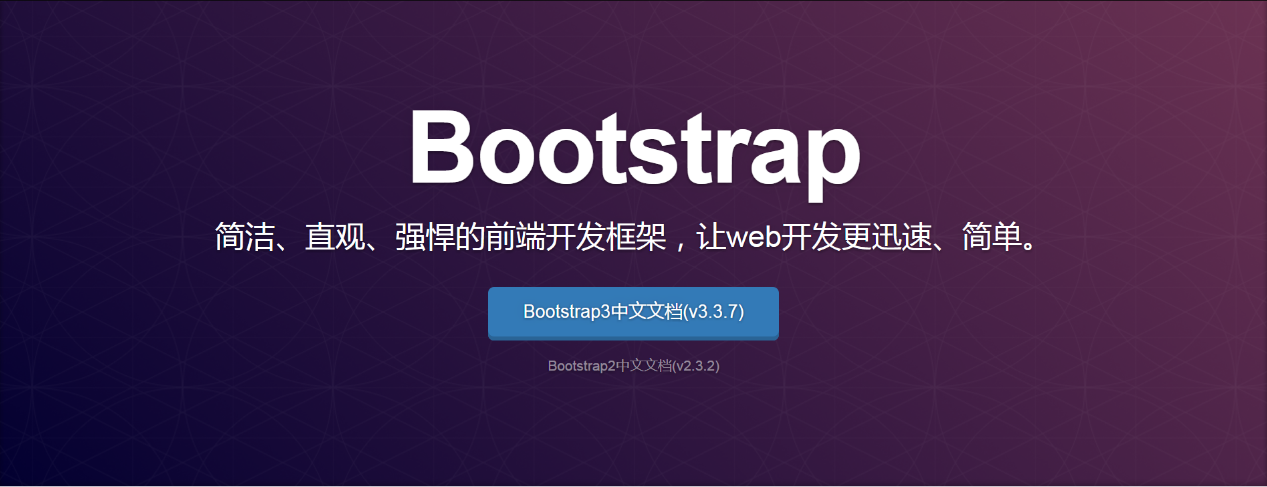 Bootstrap
简洁、直观、强悍的前端开发框架，让web开发更迅速、简单。
Bootstrap3中文文档(v3.3.7)
Bootstrap2中文文档(v2.3.2)